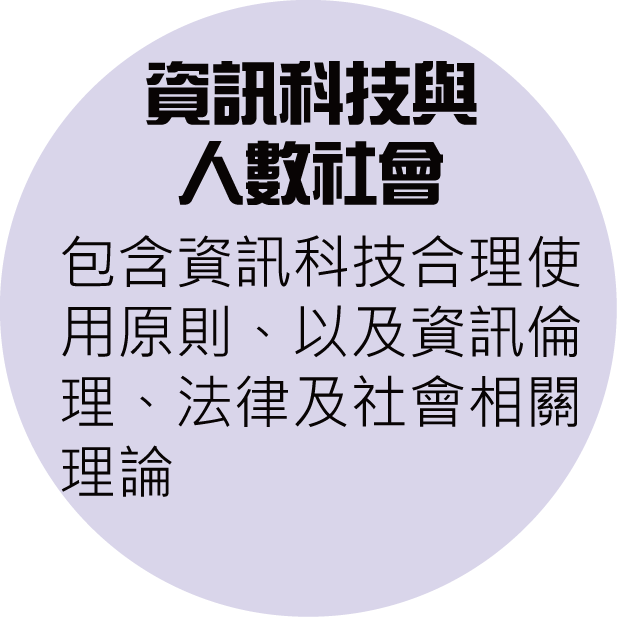 資訊科技與
人數社會
包含資訊科技合理使
用原則、以及資訊倫
理、法律及社會相關
理論